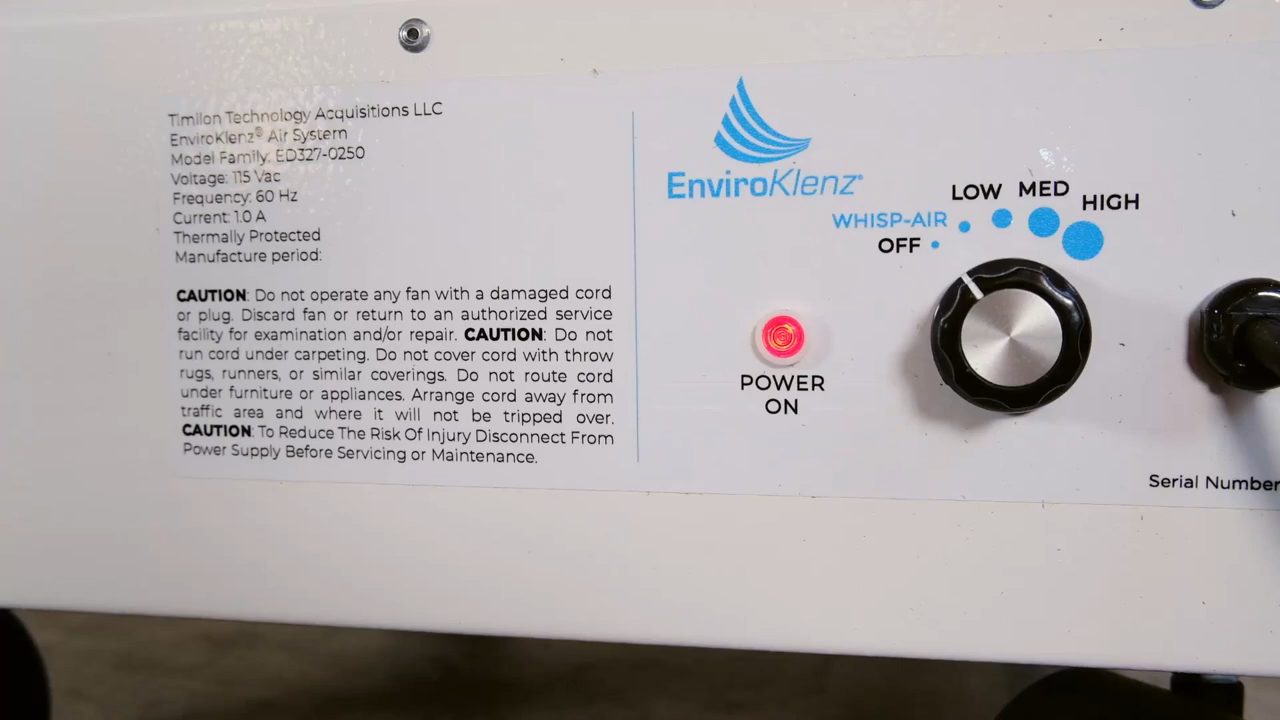 Timilon Technology Acquisitions LLC
EnviroKlenz® Air System
Model Family: ED327-0250
Voltage: 115 Vac
Frequency: 60 Hz
Current: 1.0 A
Thermally Protected
Manufacture period:
CAUTION: Do not operate any fan with a damaged cord
or plug. Discard fan or return to an authorized service
facility for examination and/or repair. CAUTION: Do not
run cord under carpeting. Do not cover cord with throw
rugs, runners, or similar coverings. Do not route cord
under furniture or appliances. Arrange cord away from
traffic area and where it will not be tripped over.
CAUTION: To Reduce The Risk Of Injury Disconnect From
Power Supply Before Servicing or Maintenance.
EnviroKlenz®
POWER
ON
OFF
WHISP-AIR
LOW
MED
HIGH
Serial Number